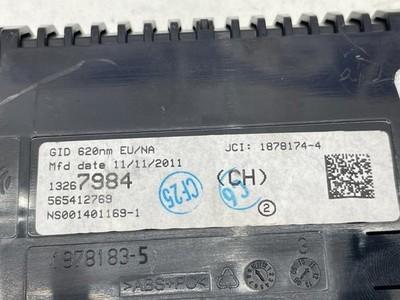 GID 620nm EU/NA
JCI: 1878174-4
Mfd date 11/11/2011
13267984
(CH)
565412769
CF25
NS001401169-1
2
1878183-5
3
>ABS+PC<